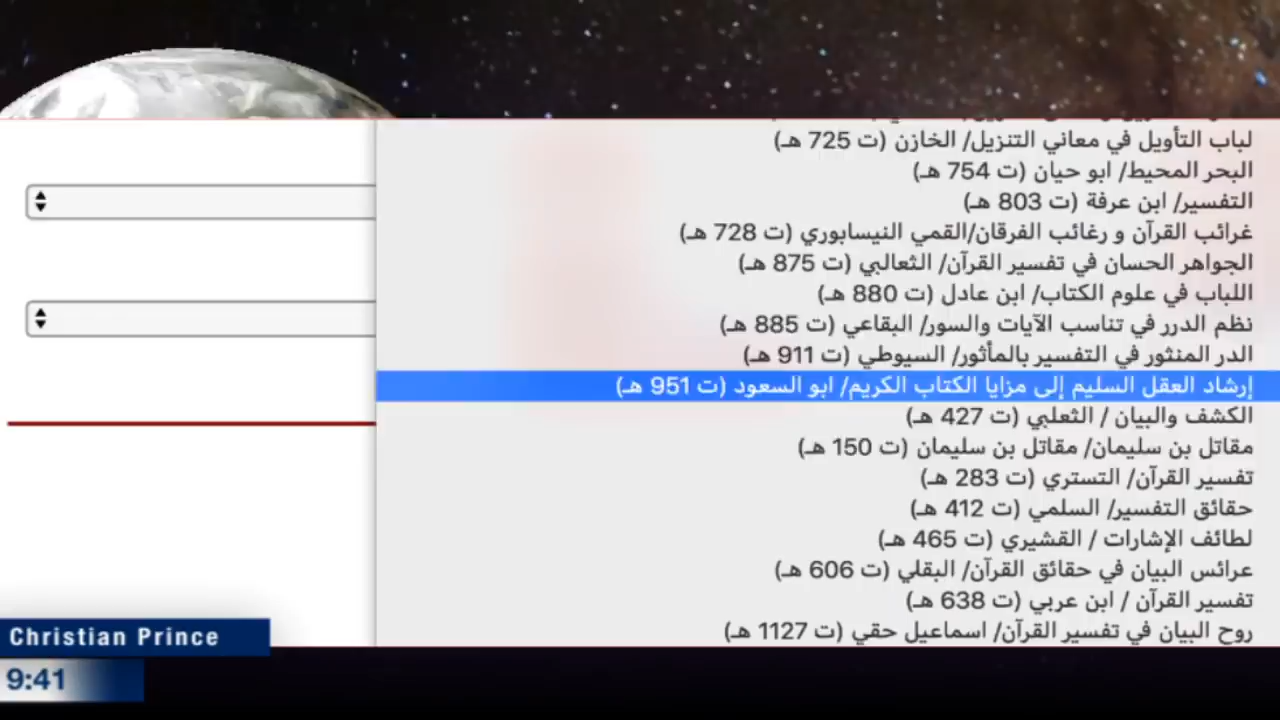 لباب التأويل في معاني التنزيل/ الخازن (ت 725 هـ)
البحر المحيط/ ابو حيان (ت 754 هـ)
التفسير/ ابن عرفة (ت 803 هـ)
غرائب القرآن و رغائب الفرقان/القمي النيسابوري (ت 728 هـ)
الجواهر الحسان في تفسير القرآن/ الثعالبي (ت 875 هـ)
اللباب في علوم الكتاب/ ابن عادل (ت 880 هـ)
نظم الدرر في تناسب الآيات والسور/ البقاعي (ت 885 هـ)
الدر المنثور في التفسير بالمأثور/ السيوطي (ت 911 هـ)
إرشاد العقل السليم إلى مزايا الكتاب الكريم/ ابو السعود (ت 951 هـ)
الكشف والبيان / الثعلبي (ت 427 هـ)
مقاتل بن سليمان/ مقاتل بن سليمان (ت 150 هـ)
تفسير القرآن/ التستري (ت 283 هـ)
حقائق التفسير/ السلمي (ت 412 هـ)
لطائف الإشارات / القشيري (ت 465 هـ)
عرائس البيان في حقائق القرآن/ البقلي (ت 606 هـ)
تفسير القرآن / ابن عربي (ت 638 هـ)
روح البيان في تفسير القرآن/ اسماعيل حقي (ت 1127 هـ)
Christian Prince
9:41